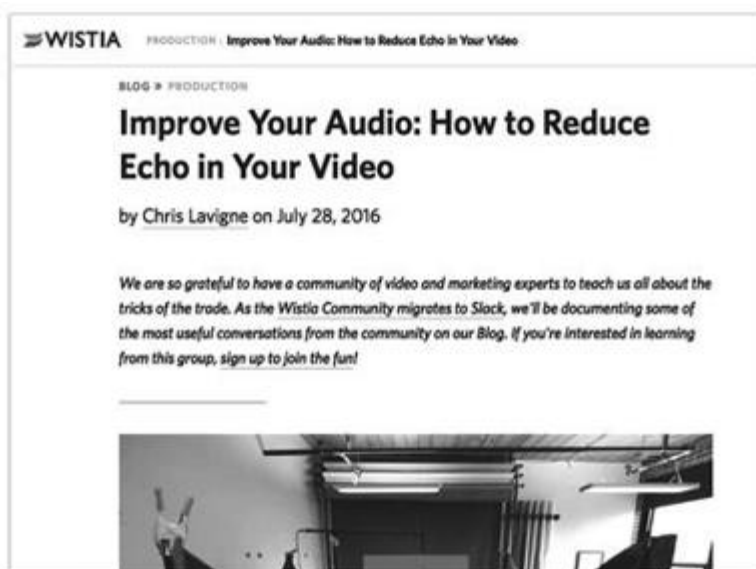 WISTIA PRODUCTION : Improve Your Audio: How to Reduce Echo in Your Video
BLOG » PRODUCTION
Improve Your Audio: How to Reduce
Echo in Your Video
by Chris Lavigne on July 28, 2016
We are so grateful to have a community of video and marketing experts to teach us all about the
tricks of the trade. As the Wistia Community migrates to Slack, we'll be documenting some of
the most useful conversations from the community on our Blog. If you're interested in learning
from this group, sign up to join the fun!